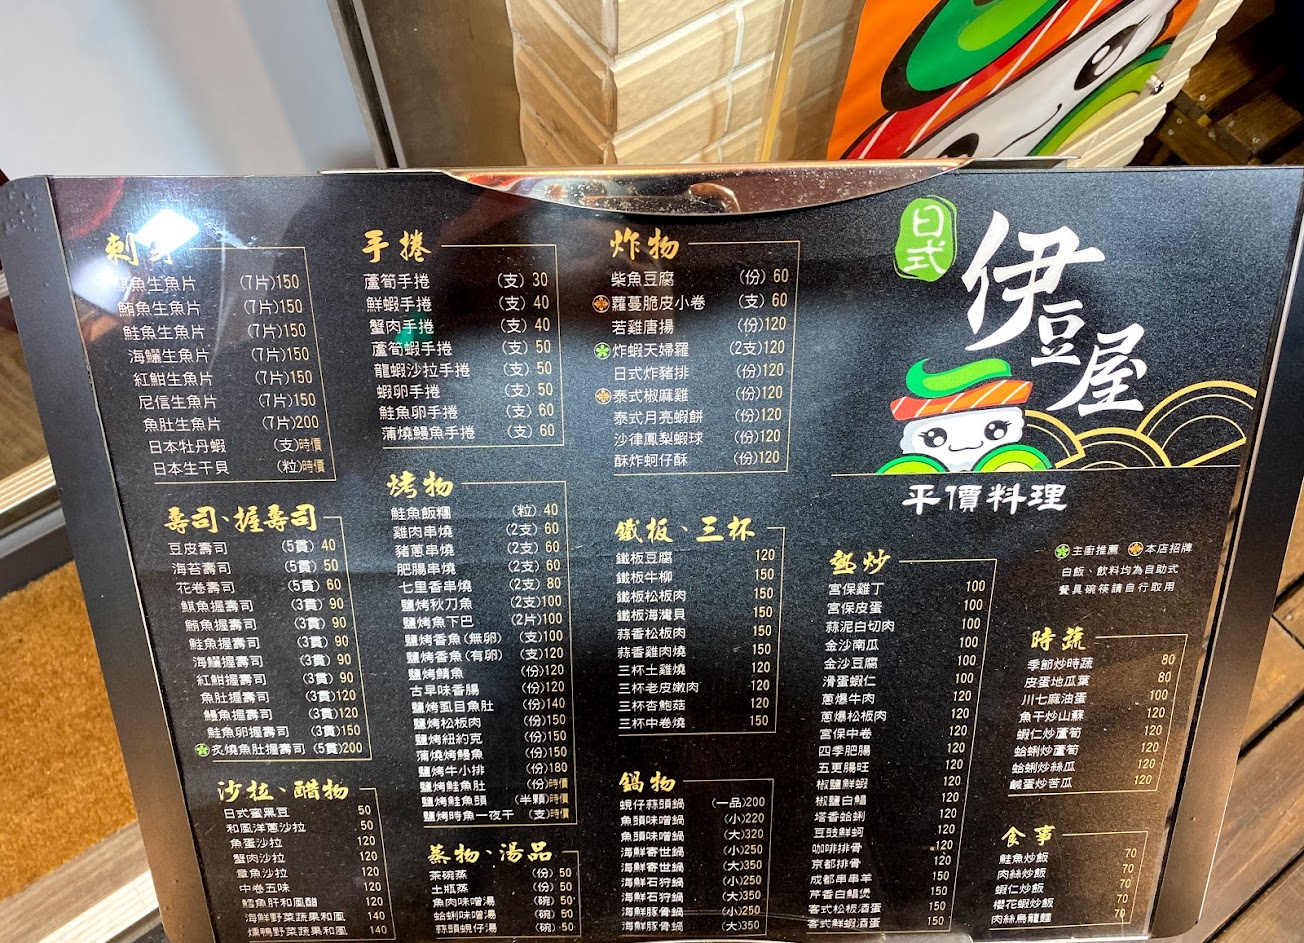 刺身
魚生魚片 (7片)150
鮪魚生魚片 (7片)150
鮭魚生魚片 (7片)150
海鱺生魚片 (7片)150
紅魽生魚片 (7片)150
尼信生魚片 (7片)150
魚肚生魚片 (7片)200
日本牡丹蝦 (支)時價
日本生干貝 (粒)時價
壽司、握壽司
豆皮壽司 (5貫) 40
海苔壽司 (5貫) 50
花卷壽司 (5貫) 60
旗魚握壽司 (3貫) 90
鮪魚握壽司 (3貫) 90
鮭魚握壽司 (3貫) 90
海鱺握壽司 (3貫) 90
紅魽握壽司 (3貫) 90
魚肚握壽司 (3貫)120
鰻魚握壽司 (3貫)120
鮭魚卵握壽司 (3貫)150
炙燒魚肚握壽司 (5貫)200
沙拉、醋物
日式蜜黑豆 50
和風洋蔥沙拉 50
魚蛋沙拉 120
蟹肉沙拉 120
章魚沙拉 120
中卷五味 120
鱈魚肝和風醋 120
海鮮野菜蔬果和風 140
燻鴨野菜蔬果和風 140
手捲
蘆筍手捲 (支) 30
鮮蝦手捲 (支) 40
蟹肉手捲 (支) 40
蘆筍蝦手捲 (支) 50
龍蝦沙拉手捲 (支) 50
蝦卵手捲 (支) 50
鮭魚卵手捲 (支) 60
蒲燒鰻魚手捲 (支) 60
烤物
鮭魚飯糰 (粒) 40
雞肉串燒 (2支) 60
豬蔥串燒 (2支) 60
肥腸串燒 (2支) 60
七里香串燒 (2支) 80
鹽烤秋刀魚 (2支)100
鹽烤魚下巴 (2片)100
鹽烤香魚(無卵) (支)100
鹽烤香魚(有卵) (支)120
鹽烤鯖魚 (份)120
古早味香腸 (份)120
鹽烤虱目魚肚 (份)140
鹽烤松板肉 (份)150
鹽烤紐約克 (份)150
蒲燒烤鰻魚 (份)150
鹽烤牛小排 (份)180
鹽烤鮭魚肚 (份)時價
鹽烤鮭魚頭 (半顆)時價
鹽烤時魚一夜干 (支)時價
蒸物、湯品
茶碗蒸 (份) 50
土瓶蒸 (份) 50
魚肉味噌湯 (碗) 50
蛤蜊味噌湯 (碗) 50
蒜頭蜆仔湯 (碗) 50
炸物
柴魚豆腐 (份) 60
蘿蔓脆皮小卷 (支) 60
若雞唐揚 (份)120
炸蝦天婦羅 (2支)120
日式炸豬排 (份)120
泰式椒麻雞 (份)120
泰式月亮蝦餅 (份)120
沙律鳳梨蝦球 (份)120
酥炸蚵仔酥 (份)120
鐵板、三杯
鐵板豆腐 120
鐵板牛柳 150
鐵板松板肉 150
鐵板海灣貝 150
蒜香松板肉 150
蒜香雞肉燒 150
三杯土雞燒 120
三杯老皮嫩肉 120
三杯杏鮑菇 120
三杯中卷燒 150
鍋物
蜆仔蒜頭鍋 (一品)200
魚頭味噌鍋 (小)220
魚頭味噌鍋 (大)320
海鮮寄世鍋 (小)250
海鮮寄世鍋 (大)350
海鮮石狩鍋 (小)250
海鮮石狩鍋 (大)350
海鮮豚骨鍋 (小)250
海鮮豚骨鍋 (大)350
日式
伊豆屋
平價料理
主廚推薦 本店招牌
白飯、飲料均為自助式
餐具碗筷請自行取用
熱炒
宮保雞丁 100
宮保皮蛋 100
蒜泥白切肉 100
金沙南瓜 100
金沙豆腐 100
滑蛋蝦仁 100
蔥爆牛肉 120
蔥爆松板肉 120
宮保中卷 120
四季肥腸 120
五更腸旺 120
椒鹽鮮蝦 120
椒鹽白鯧 120
塔香蛤蜊 120
豆豉鮮蚵 120
咖咖排骨 120
京都排骨 120
成都串串羊 150
芹香白鯧煲 150
客式松板酒蛋 150
客式鮮蝦酒蛋 150
時蔬
季節炒時蔬 80
皮蛋地瓜葉 80
川七麻油蛋 100
魚干炒山蘇 120
蝦仁炒蘆筍 120
蛤蜊炒蘆筍 120
蛤蜊炒絲瓜 120
鹹蛋炒苦瓜 120
食事
鮭魚炒飯 70
肉絲炒飯 70
蝦仁炒飯 70
櫻花蝦炒飯 70
肉絲烏龍麵 70